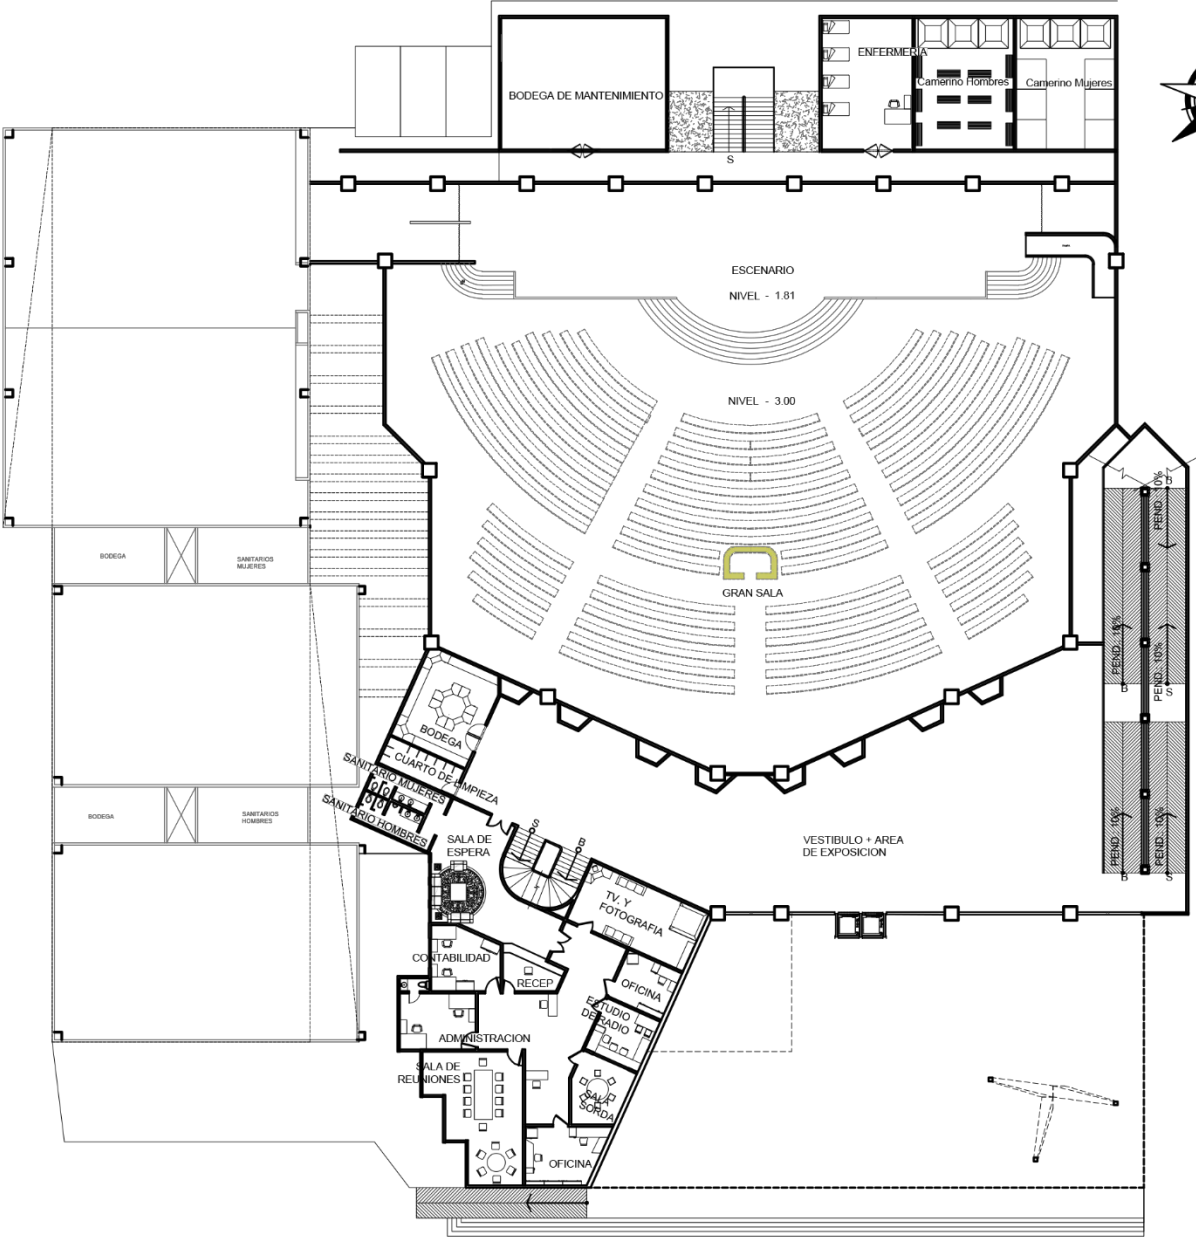 ENFERMERÍA
Camerino Hombres
Camerino Mujeres
BODEGA DE MANTENIMIENTO
S
ESCENARIO
NIVEL - 1.81
NIVEL - 3.00
GRAN SALA
B
PEND. 10%
PEND. 10%
PEND. 10%
B
S
BODEGA
SANITARIOS
MUJERES
BODEGA
SANITARIOS
HOMBRES
BODEGA
CUARTO DE LIMPIEZA
SANITARIO MUJERES
SANITARIO HOMBRES
SALA DE
ESPERA
S
B
VESTIBULO + AREA
DE EXPOSICION
PEND. 10%
PEND. 10%
B
S
TV. Y
FOTOGRAFIA
CONTABILIDAD
RECEP
OFICINA
ESTUDIO
DE RADIO
ADMINISTRACION
SALA DE
REUNIONES
SALA
SORDA
OFICINA